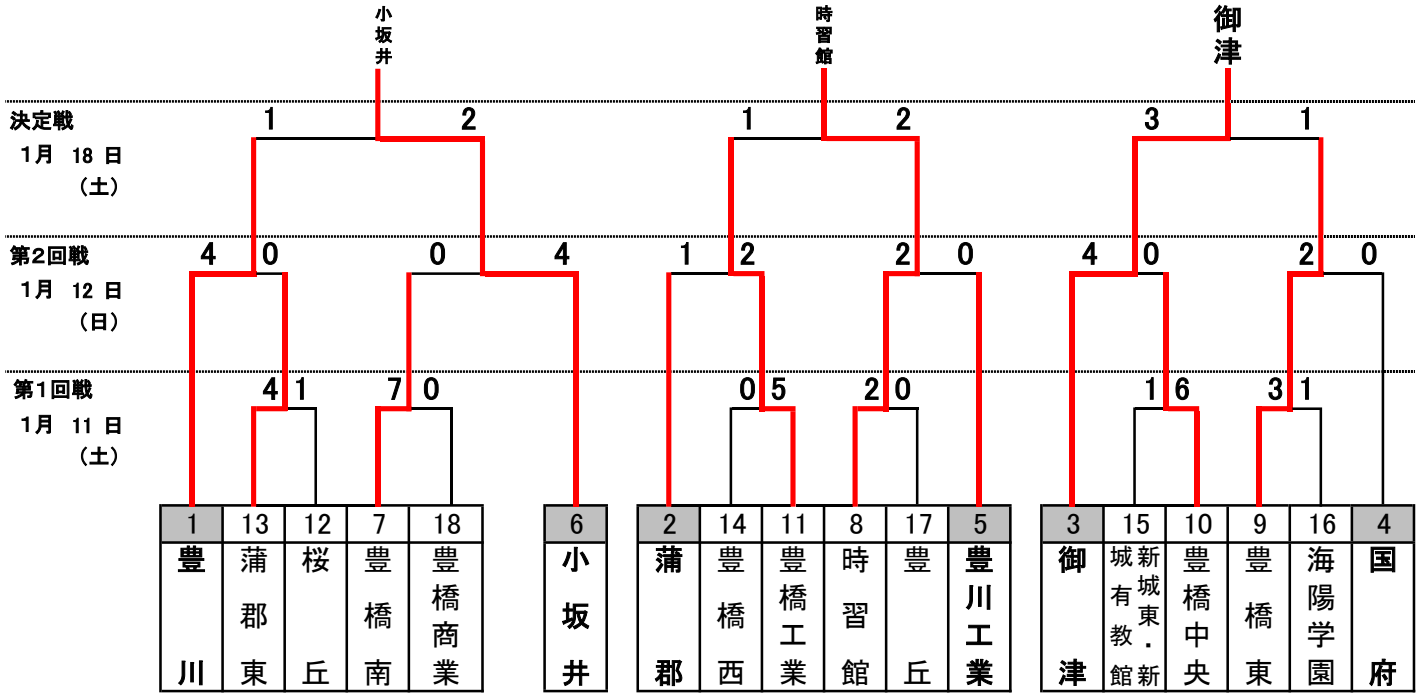 小坂井 時習館 御津
決定戦 1 2 1 2 3 1
1月 18 日
(土)
第2回戦 4 0 0 4 1 2 2 0 4 0 2 0
1月 12 日
(日)
第1回戦 4 1 7 0 0 5 2 0 1 6 3 1
1月 11 日
(土)
1 13 12 7 18 6 2 14 11 8 17 5 3 15 10 9 16 4
豊川
蒲郡東
桜丘
豊橋南
豊橋商業
小坂井
蒲郡
豊橋西
豊橋工業
時習館
豊丘
豊川工業
御津
新城東・新
城有教館
豊橋中央
豊橋東
海陽学園
国府